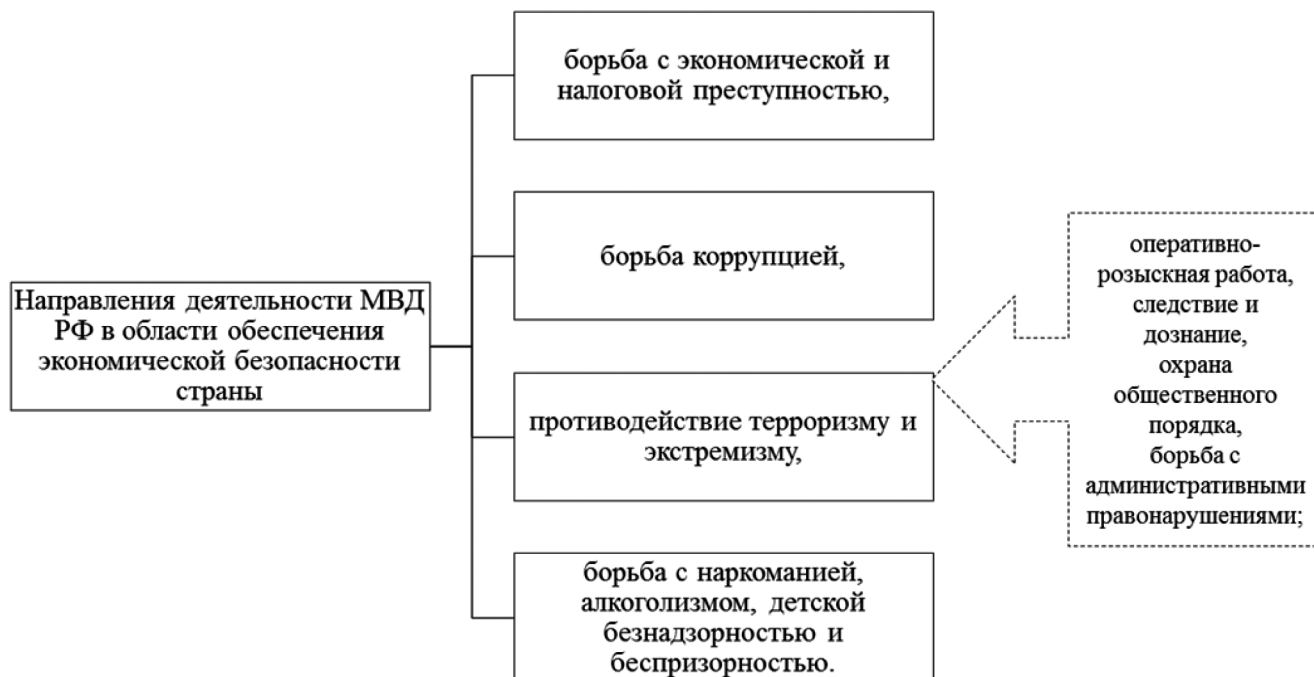 борьба с экономической и
налоговой преступностью,
борьба коррупцией,
Направления деятельности МВД
РФ в области обеспечения
экономической безопасности
страны
противодействие терроризму и
экстремизму,
борьба с наркоманией,
алкоголизмом, детской
безнадзорностью и
беспризорностью.
оперативно-
розыскная работа,
следствие и
дознание,
охрана
общественного
порядка,
борьба с
административными
правонарушениями;